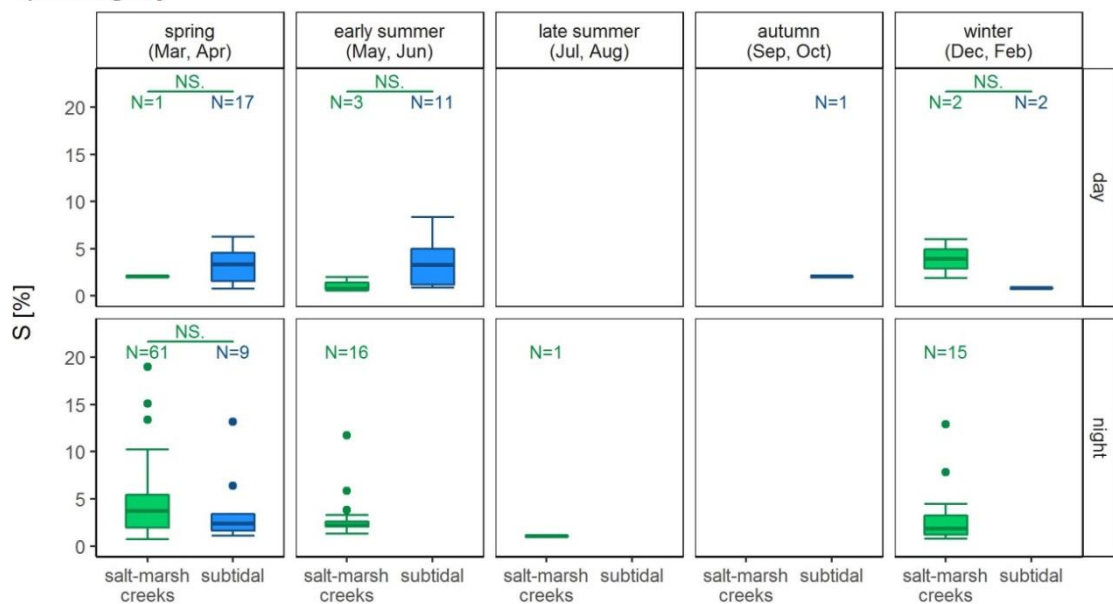 spring
(Mar, Apr)
early summer
(May, Jun)
late summer
(Jul, Aug)
autumn
(Sep, Oct)
winter
(Dec, Feb)
NS.
NS.
NS.
N=1 N=17
N=3 N=11
N=1
N=2 N=2
20
15
10
5
0
day
S [%]
NS.
N=61 N=9
N=16
N=1
N=15
20
15
10
5
0
night
salt-marsh
creeks
subtidal
salt-marsh
creeks
subtidal
salt-marsh
creeks
subtidal
salt-marsh
creeks
subtidal
salt-marsh
creeks
subtidal